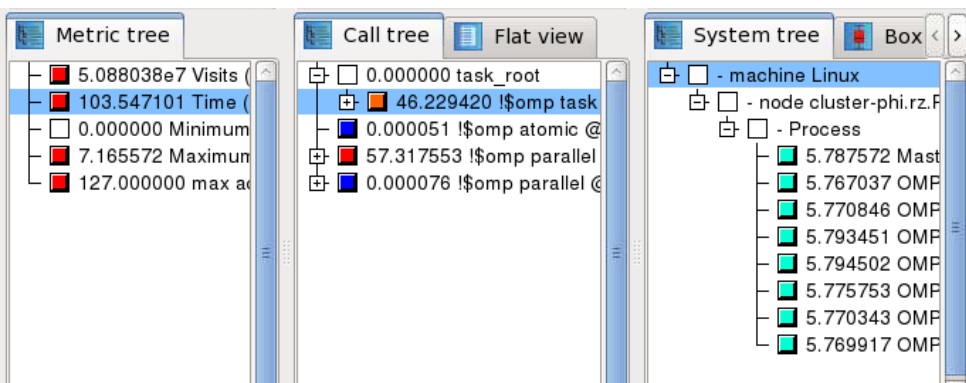 Metric tree
5.088038e7 Visits (
103.547101 Time (
0.000000 Minimum
7.165572 Maximum
127.000000 max a
Call tree
Flat view
0.000000 task_root
46.229420 !$omp task
0.000051 !$omp atomic @
57.317553 !$omp parallel
0.000076 !$omp parallel @
System tree
Box
- machine Linux
- node cluster-phi.rz.
- Process
5.787572 Mast
5.767037 OMP
5.770846 OMP
5.793451 OMP
5.794502 OMP
5.775753 OMP
5.770343 OMP
5.769917 OMP